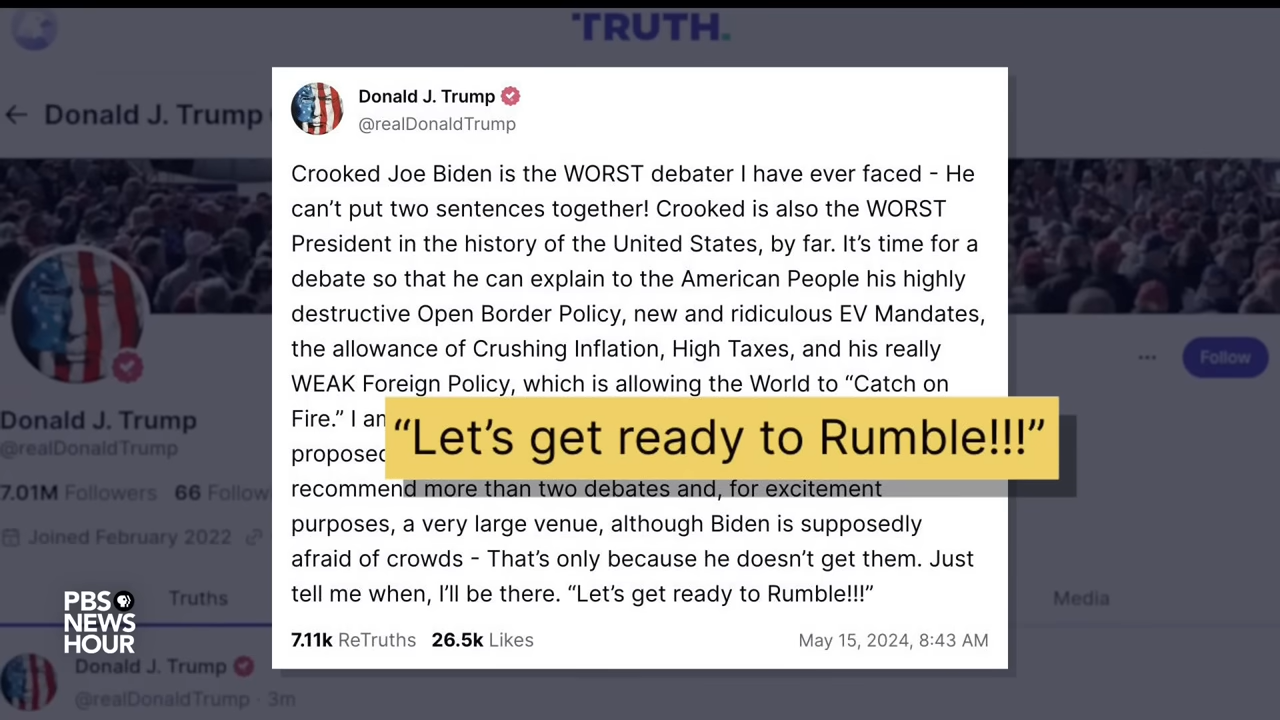 TRUTH.
Donald J. Trump
Donald J. Trump
@realDonaldTrump
Crooked Joe Biden is the WORST debater I have ever faced - He
can’t put two sentences together! Crooked is also the WORST
President in the history of the United States, by far. It’s time for a
debate so that he can explain to the American People his highly
destructive Open Border Policy, new and ridiculous EV Mandates,
the allowance of Crushing Inflation, High Taxes, and his really
WEAK Foreign Policy, which is allowing the World to “Catch on
Fire.” I
“Let’s get ready to Rumble!!!”
recommend more than two debates and, for excitement
purposes, a very large venue, although Biden is supposedly
afraid of crowds - That’s only because he doesn’t get them. Just
tell me when, I’ll be there. “Let’s get ready to Rumble!!!”
7.11k ReTruths 26.5k Likes
May 15, 2024, 8:43 AM
Follow
Donald J. Trump
@realDonaldTrump
7.01M Followers 66 Follow
Joined February 2022
Truths
Media
PBS
NEWS
HOUR
Donald J. Trump
@realDonaldTrump · 3m